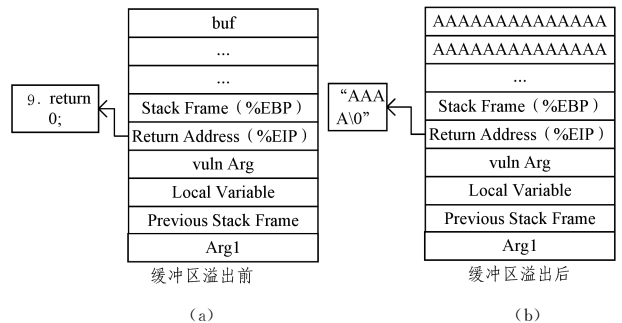 buf
...
...
9. return
0;
Stack Frame（%EBP）
Return Address（%EIP）
vuln Arg
Local Variable
Previous Stack Frame
Arg1
缓冲区溢出前
（a）
AAAAAAAAAAAAAA
AAAAAAAAAAAAAA
...
“AAA
A\0”
Stack Frame（%EBP）
Return Address（%EIP）
vuln Arg
Local Variable
Previous Stack Frame
Arg1
缓冲区溢出后
（b）